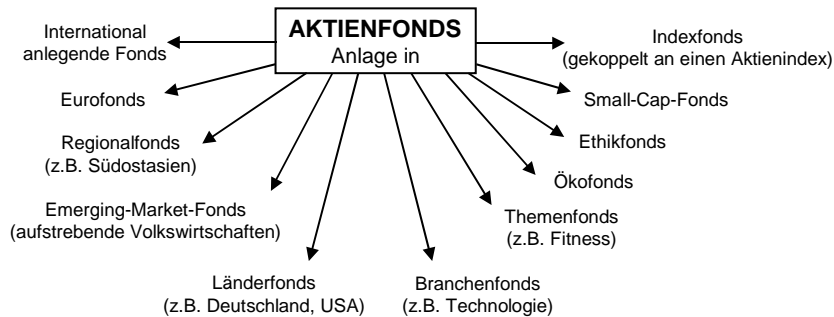 AKTIENFONDS
Anlage in
International
anlegende Fonds
Eurofonds
Regionalfonds
(z.B. Südostasien)
Emerging-Market-Fonds
(aufstrebende Volkswirtschaften)
Länderfonds
(z.B. Deutschland, USA)
Branchenfonds
(z.B. Technologie)
Themenfonds
(z.B. Fitness)
Ökofonds
Ethikfonds
Small-Cap-Fonds
Indexfonds
(gekoppelt an einen Aktienindex)